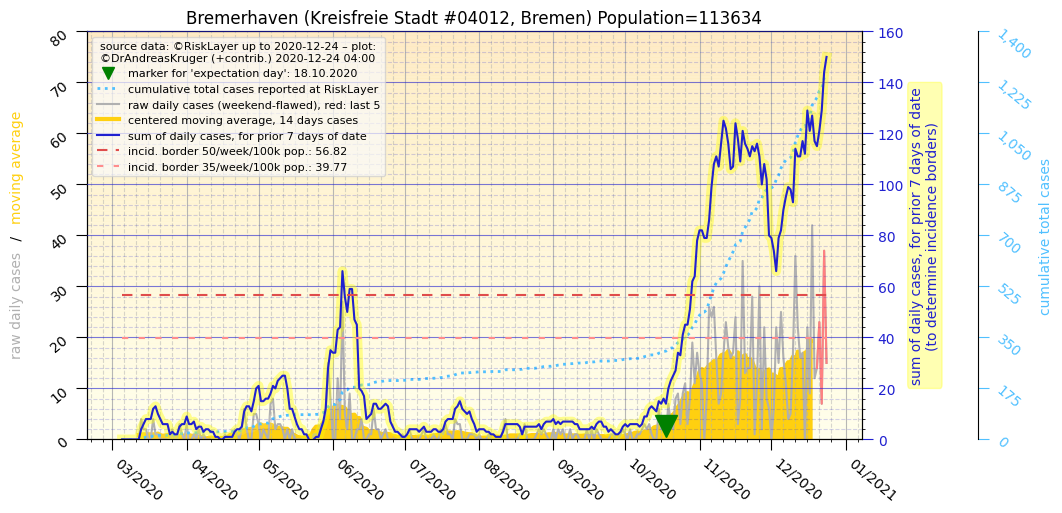 Bremerhaven (Kreisfreie Stadt #04012, Bremen) Population=113634
source data: ©RiskLayer up to 2020-12-24 – plot:
©DrAndreasKruger (+contrib.) 2020-12-24 04:00
marker for 'expectation day': 18.10.2020
cumulative total cases reported at RiskLayer
raw daily cases (weekend-flawed), red: last 5
centered moving average, 14 days cases
sum of daily cases, for prior 7 days of date
incid. border 50/week/100k pop.: 56.82
incid. border 35/week/100k pop.: 39.77
raw daily cases / moving average
80
70
60
50
40
30
20
10
0
03/2020
04/2020
05/2020
06/2020
07/2020
08/2020
09/2020
10/2020
11/2020
12/2020
01/2021
160
140
120
100
80
60
40
20
0
sum of daily cases, for prior 7 days of date
(to determine incidence borders)
1,400
1,225
1,050
875
700
525
350
175
0
cumulative total cases